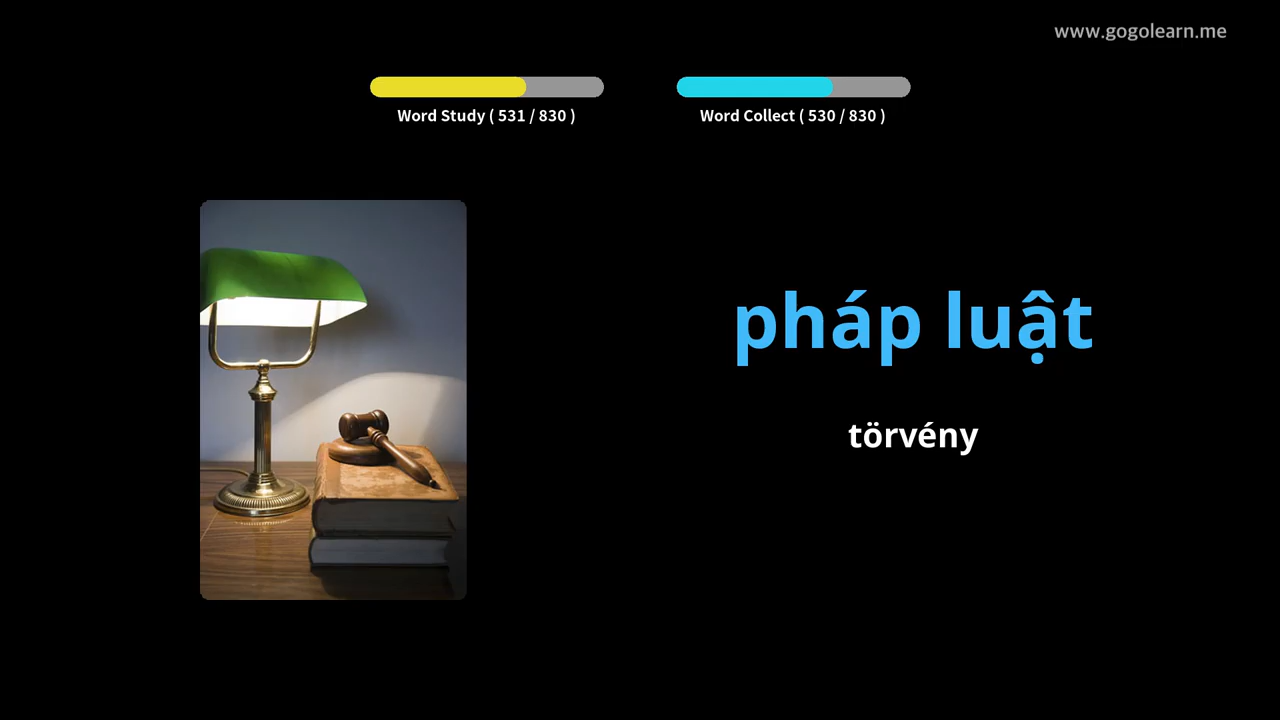 www.gogolearn.me
Word Study ( 531 / 830 )
Word Collect ( 530 / 830 )
pháp luật
törvény